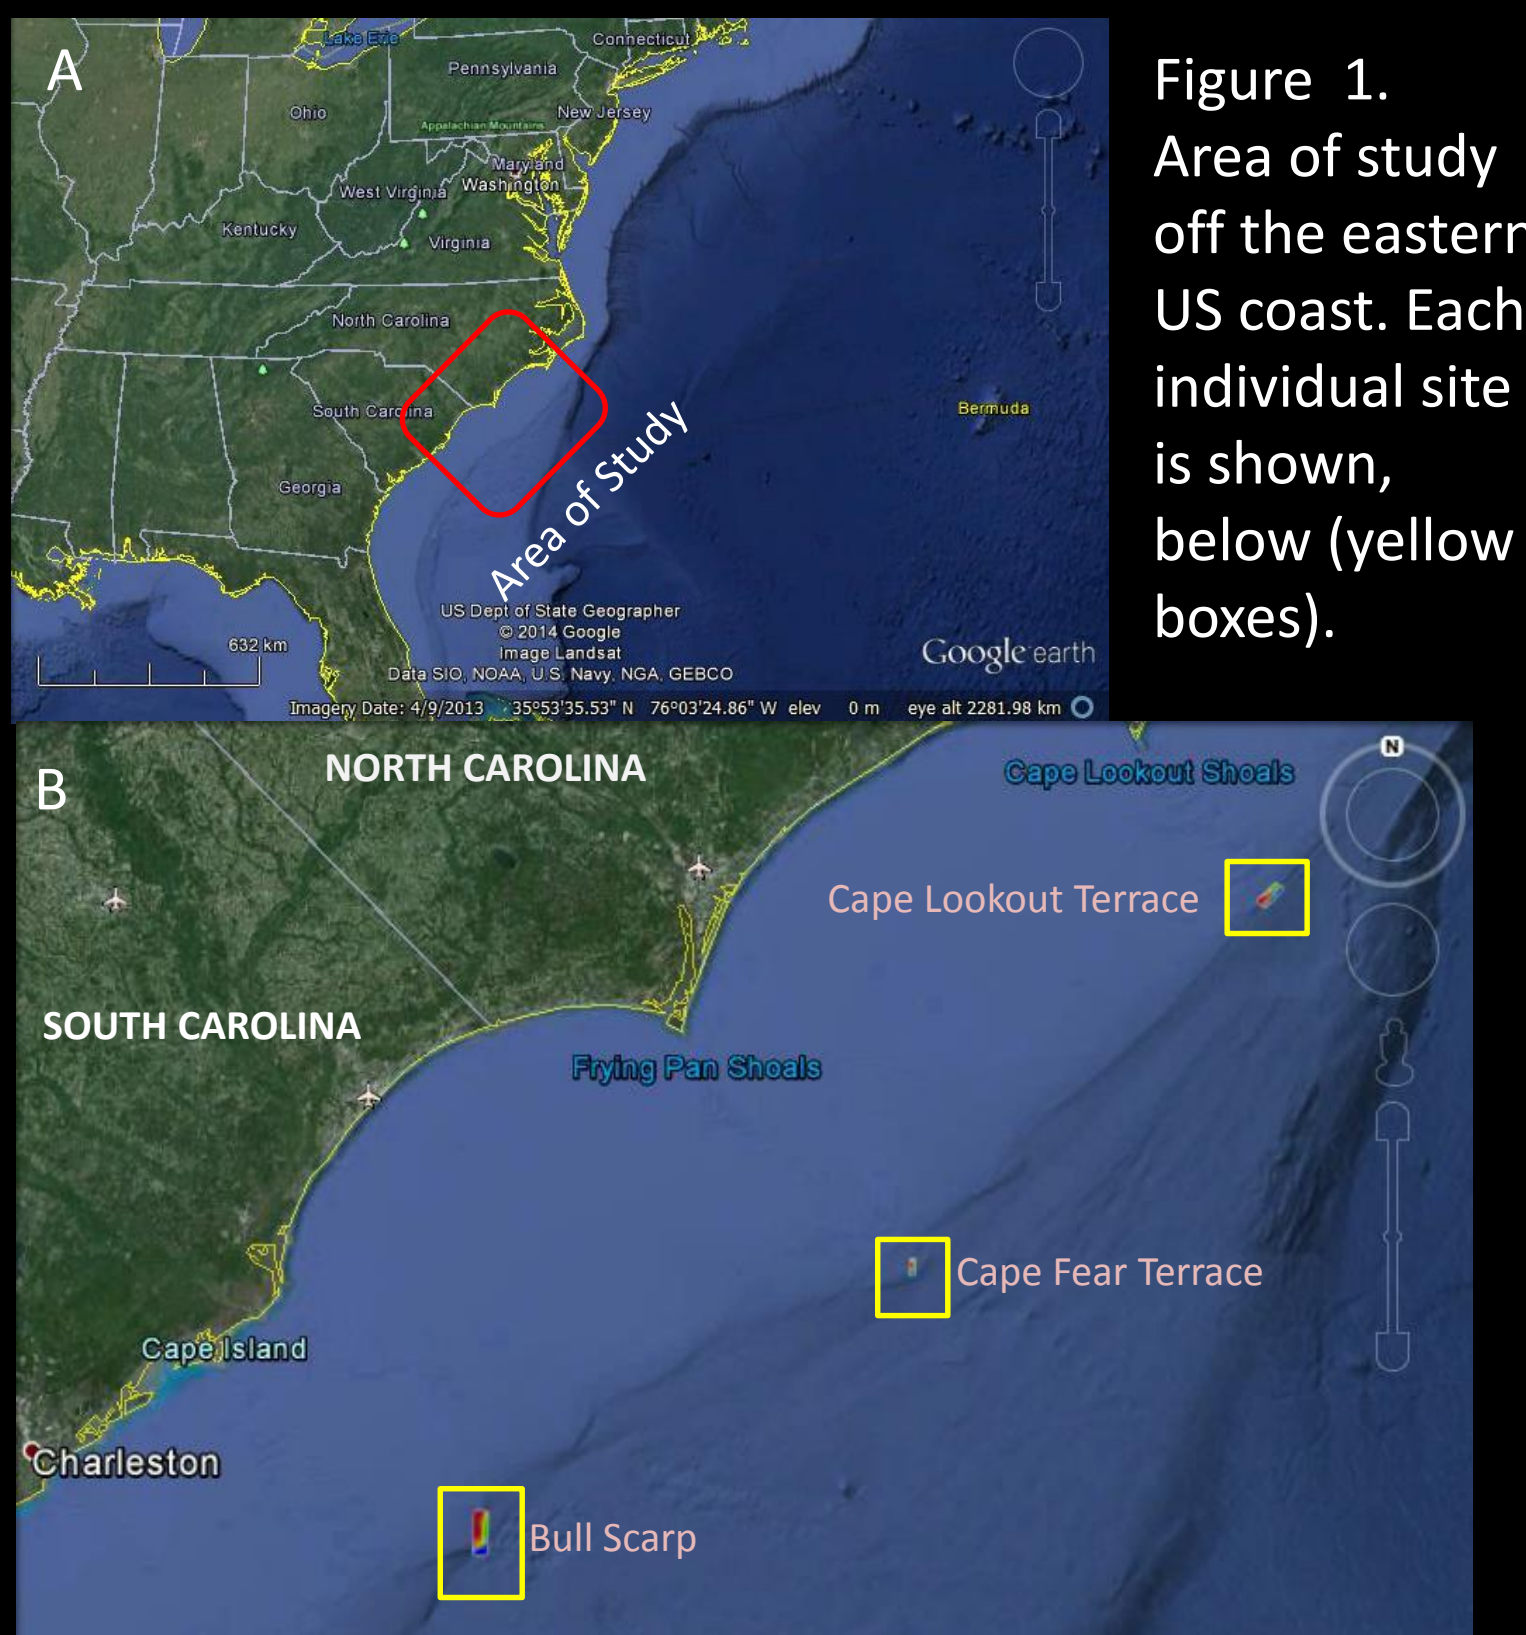 A
Lake Erie
Connecticut
Pennsylvania
Ohio
New Jersey
Appalachian Mountains
Maryland
West Virginia
Washington
Kentucky
Virginia
North Carolina
South Carolina
Bermuda
Georgia
Area of Study
US Dept of State Geographer
© 2014 Google
Image Landsat
Data SIO, NOAA, U.S. Navy, NGA, GEBCO
632 km
Google earth
Imagery Date: 4/9/2013 35°53'35.53" N 76°03'24.86" W elev 0 m eye alt 2281.98 km
Figure 1.
Area of study
off the eastern
US coast. Each
individual site
is shown,
below (yellow
boxes).
B
NORTH CAROLINA
Cape Lookout Shoals
N
Cape Lookout Terrace
SOUTH CAROLINA
Frying Pan Shoals
Cape Fear Terrace
Cape Island
Charleston
Bull Scarp